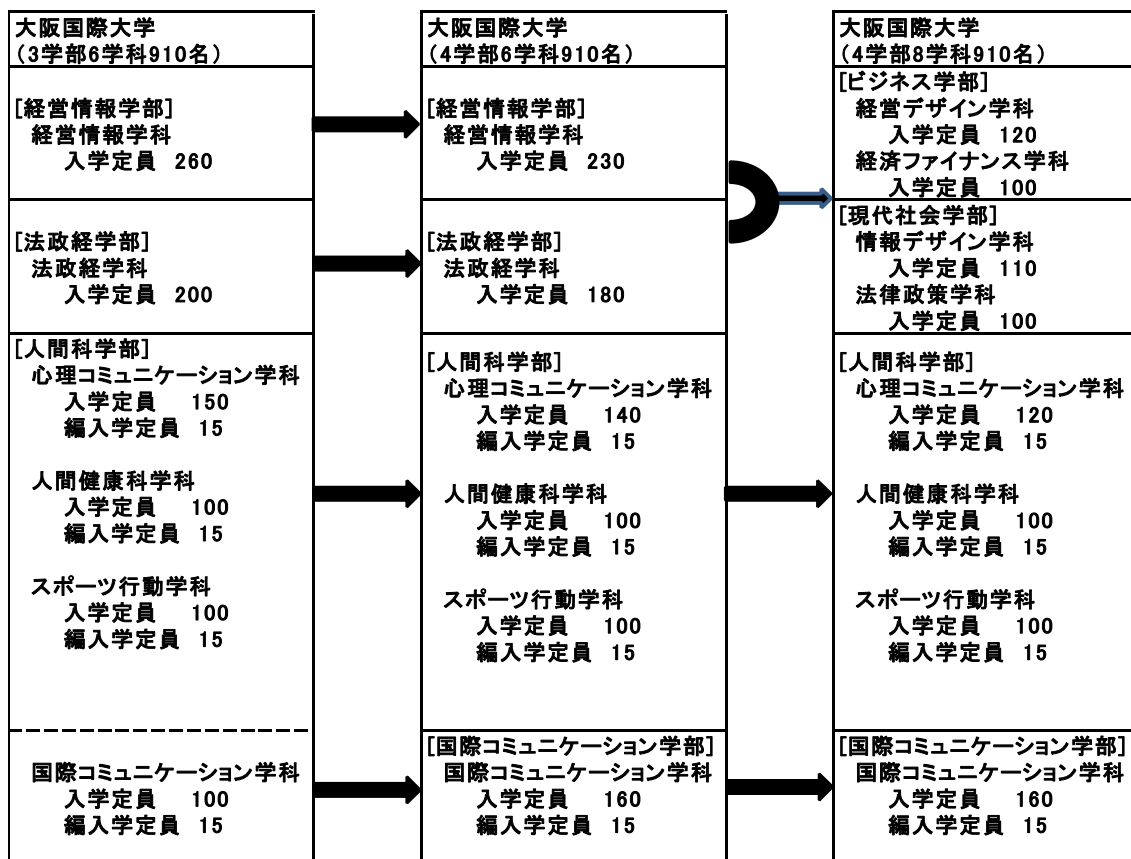 大阪国際大学
（3学部6学科910名）
[経営情報学部]
経営情報学科
入学定員 260
[法政経学部]
法政経学科
入学定員 200
[人間科学部]
心理コミュニケーション学科
入学定員 150
編入学定員 15
人間健康科学科
入学定員 100
編入学定員 15
スポーツ行動学科
入学定員 100
編入学定員 15
国際コミュニケーション学科
入学定員 100
編入学定員 15
大阪国際大学
（4学部6学科910名）
[経営情報学部]
経営情報学科
入学定員 230
[法政経学部]
法政経学科
入学定員 180
[人間科学部]
心理コミュニケーション学科
入学定員 140
編入学定員 15
人間健康科学科
入学定員 100
編入学定員 15
スポーツ行動学科
入学定員 100
編入学定員 15
[国際コミュニケーション学部]
国際コミュニケーション学科
入学定員 160
編入学定員 15
大阪国際大学
（4学部8学科910名）
[ビジネス学部]
経営デザイン学科
入学定員 120
経済ファイナンス学科
入学定員 100
[現代社会学部]
情報デザイン学科
入学定員 110
法律政策学科
入学定員 100
[人間科学部]
心理コミュニケーション学科
入学定員 120
編入学定員 15
人間健康科学科
入学定員 100
編入学定員 15
スポーツ行動学科
入学定員 100
編入学定員 15
[国際コミュニケーション学部]
国際コミュニケーション学科
入学定員 160
編入学定員 15